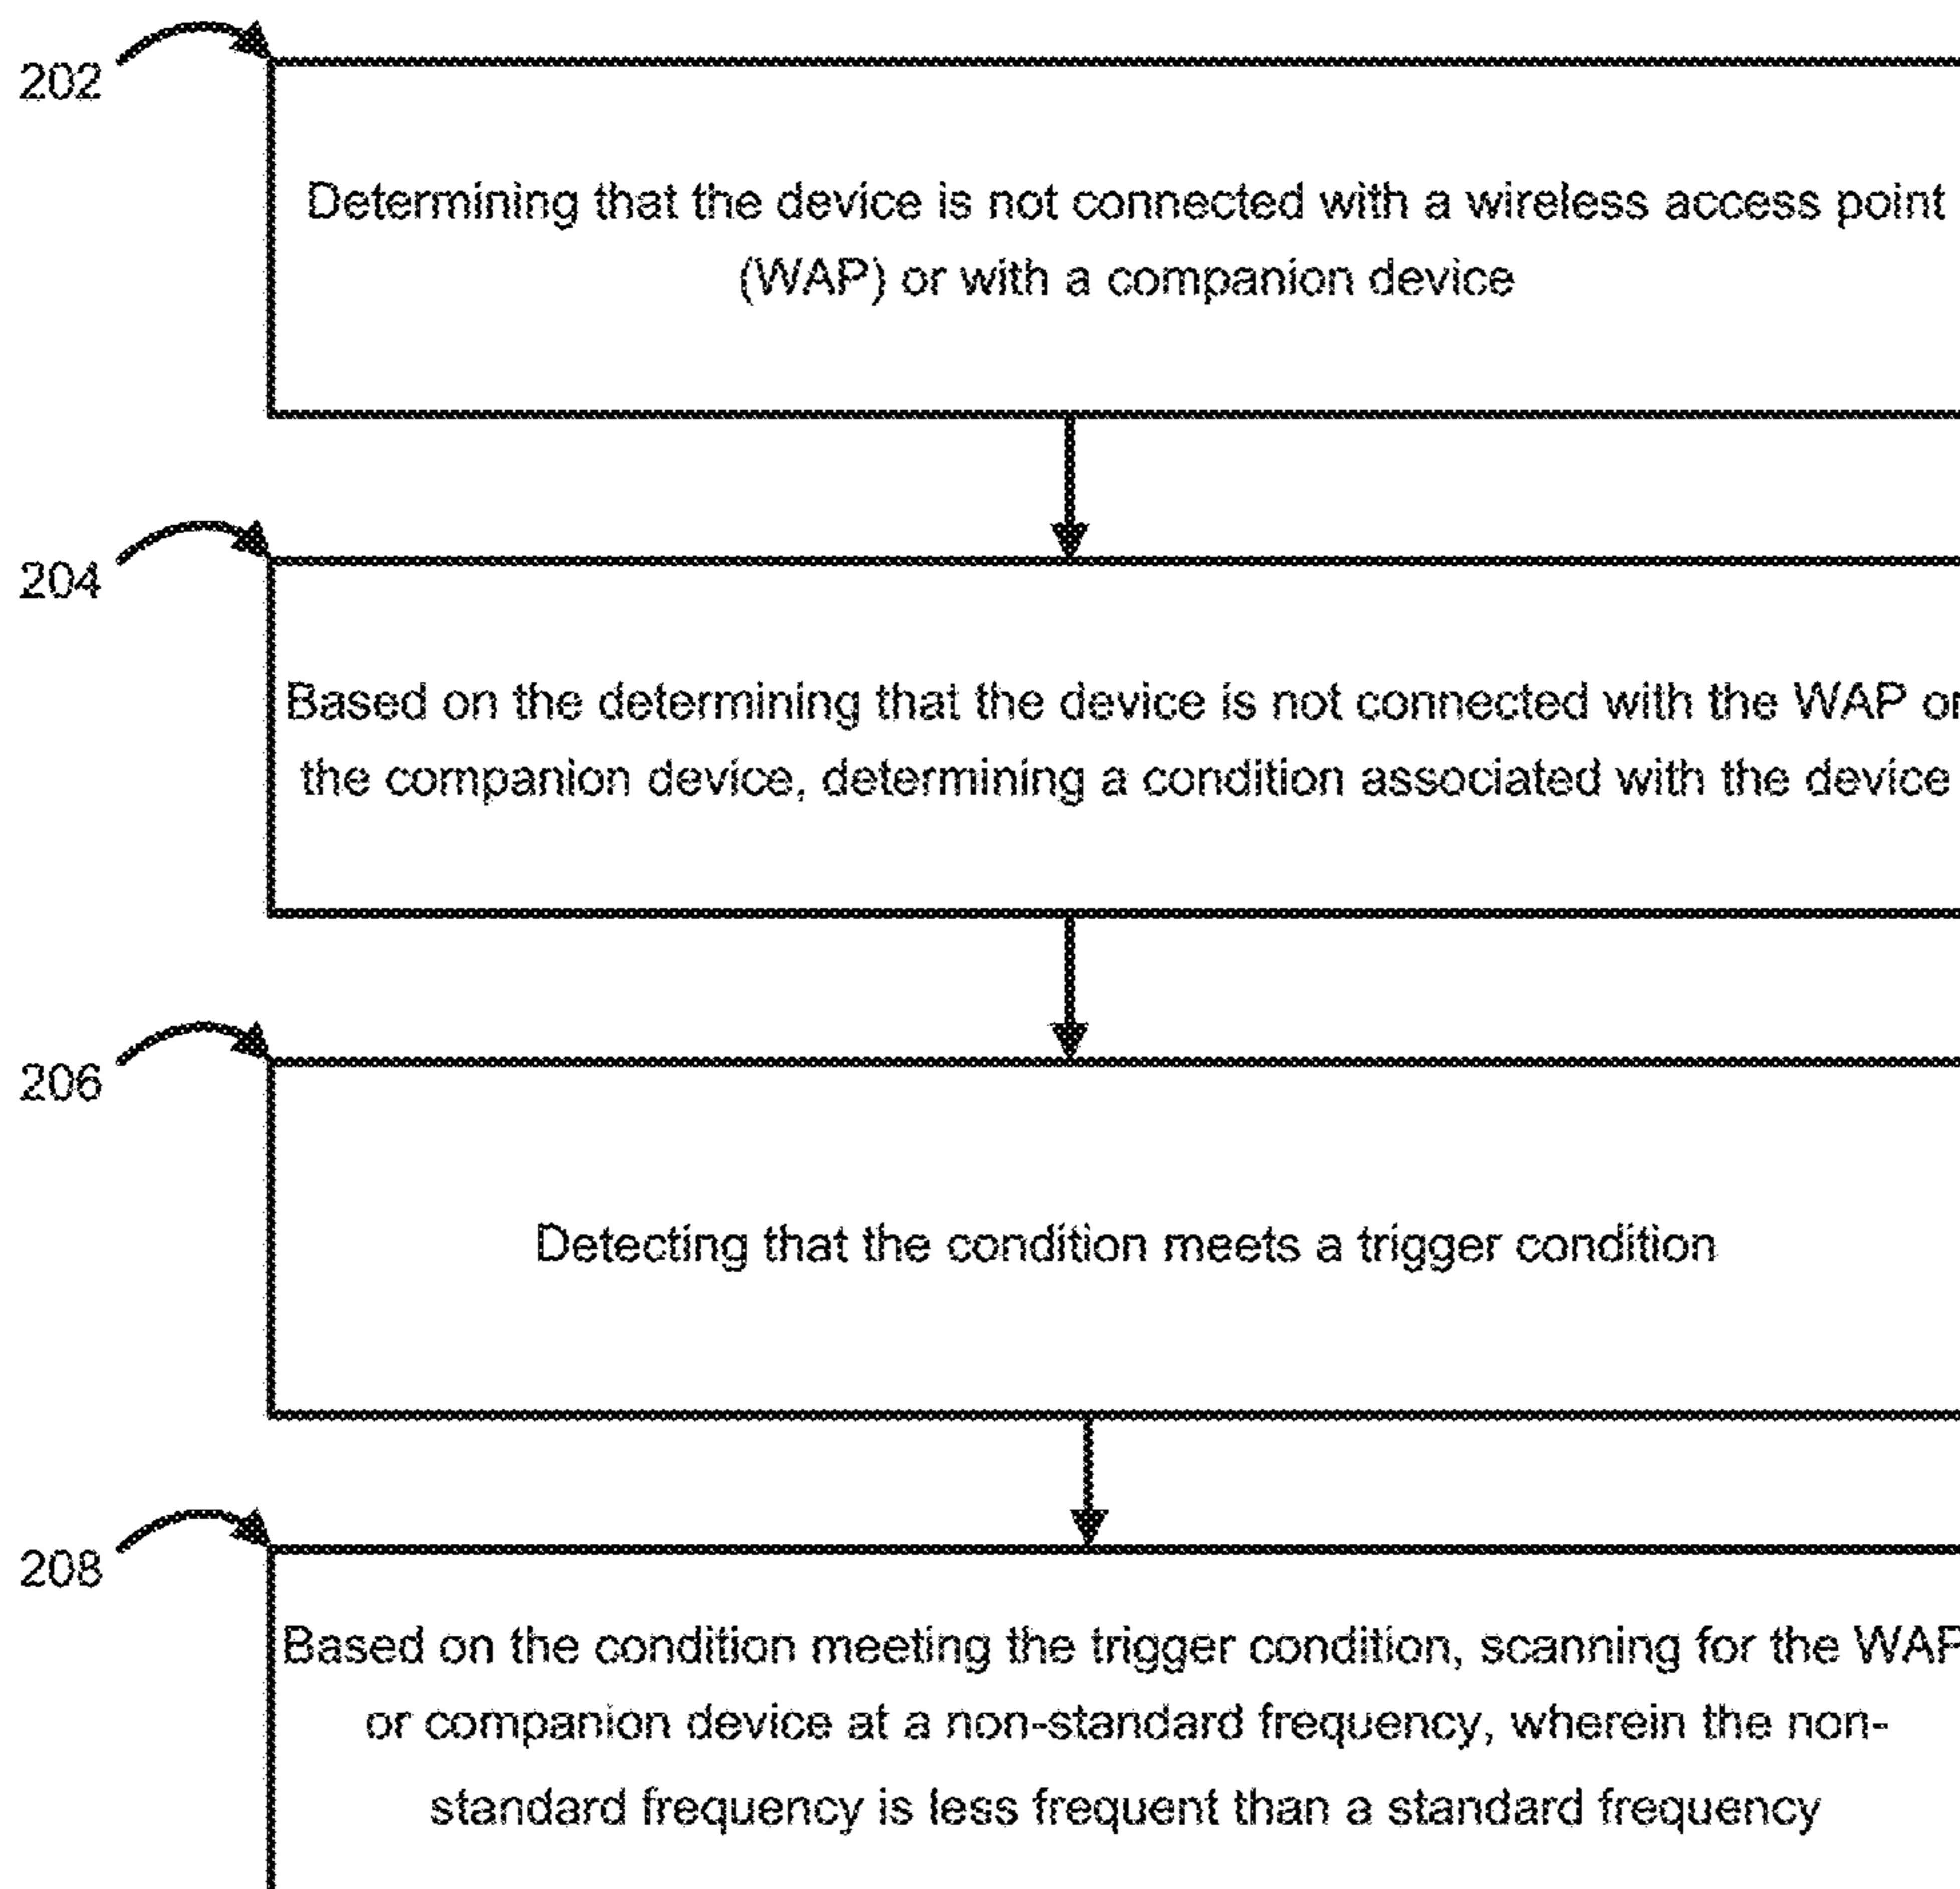 202
Determining that the device is not connected with a wireless access point
(WAP) or with a companion device
204
Based on the determining that the device is not connected with the WAP or
the companion device, determining a condition associated with the device
206
Detecting that the condition meets a trigger condition
208
Based on the condition meeting the trigger condition, scanning for the WAP
or companion device at a non-standard frequency, wherein the non-
standard frequency is less frequent than a standard frequency